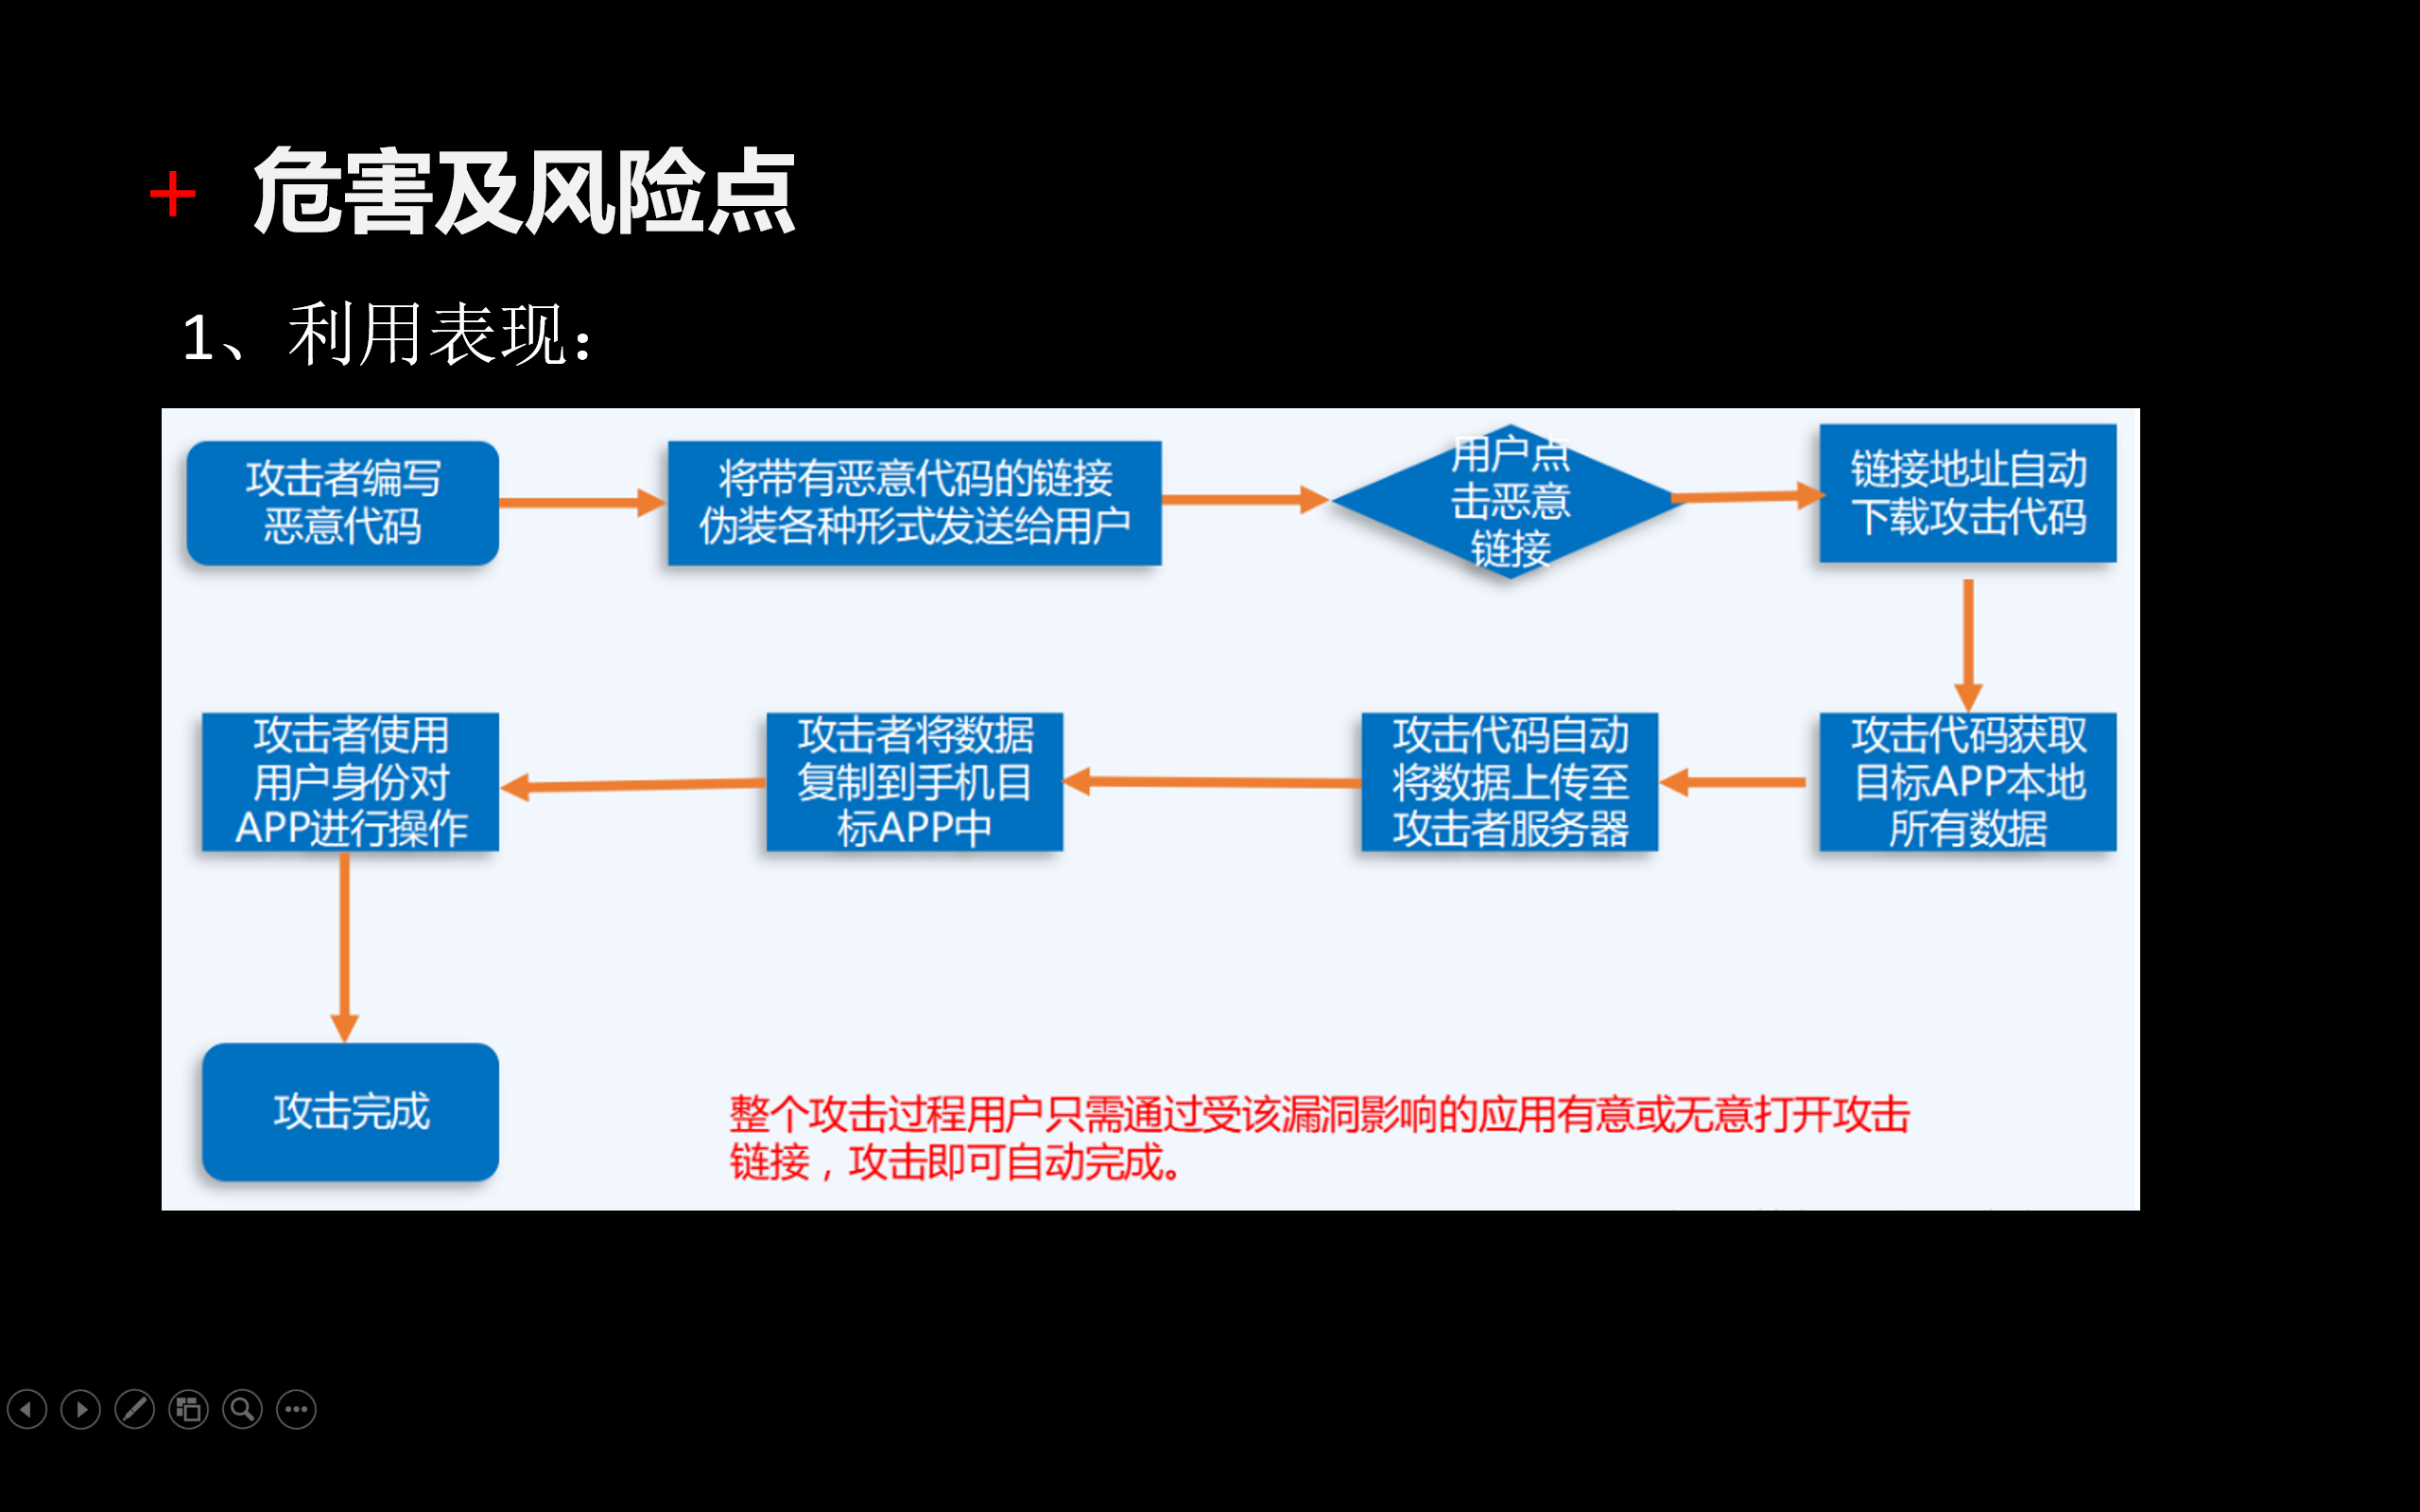 + 危害及风险点
1、利用表现：
攻击者编写
恶意代码
将带有恶意代码的链接
伪装各种形式发送给用户
用户点
击恶意
链接
链接地址自动
下载攻击代码
攻击代码获取
目标APP本地
所有数据
攻击代码自动
将数据上传至
攻击者服务器
攻击者将数据
复制到手机目
标APP中
攻击者使用
用户身份对
APP进行操作
攻击完成
整个攻击过程用户只需通过受该漏洞影响的应用有意或无意打开攻击
链接，攻击即可自动完成。